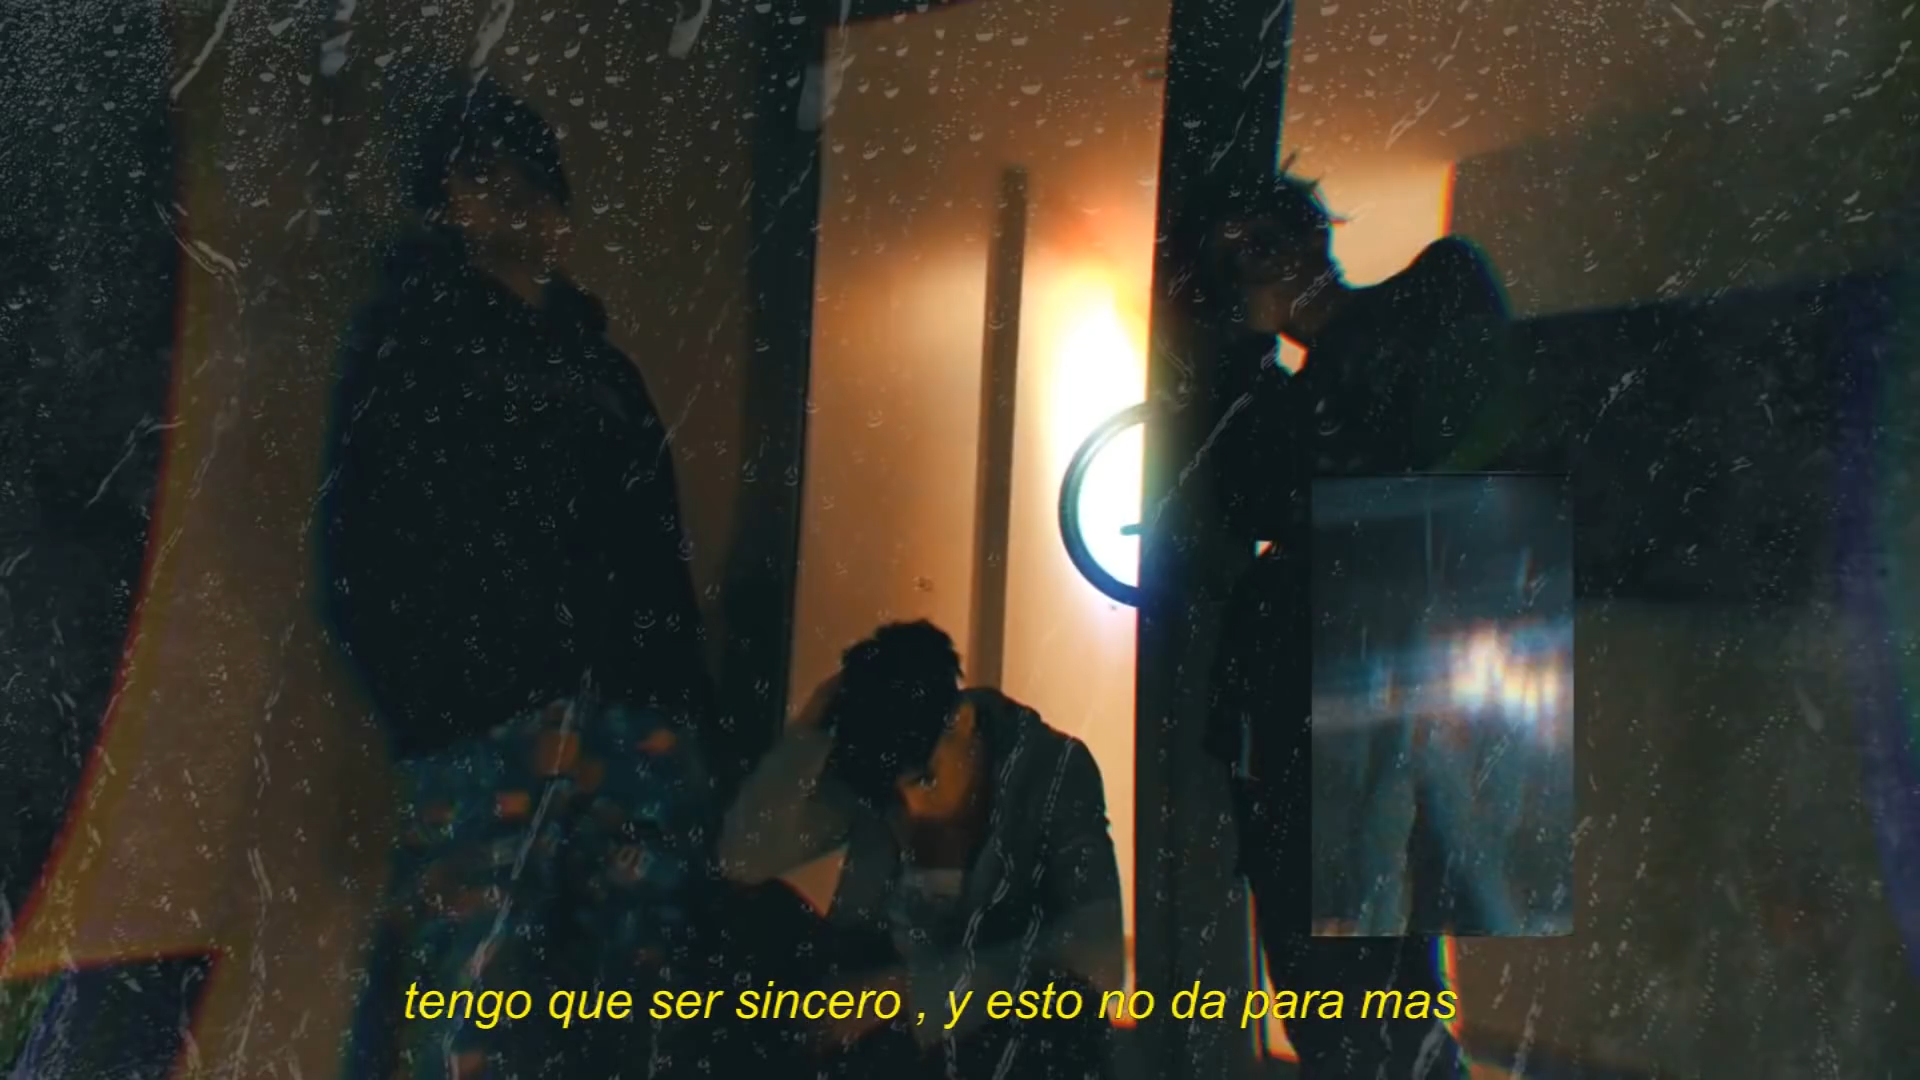 tengo que ser sincero , y esto no da para mas